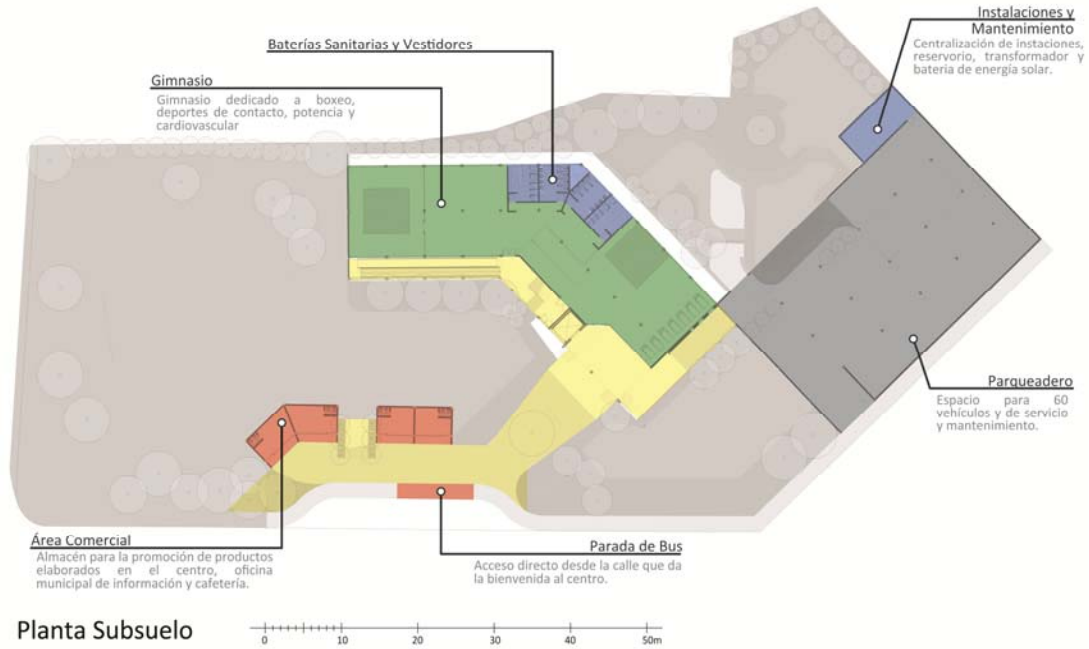 Instalaciones y
Mantenimiento
Centralización de instaciones,
reservorio, transformador y
bateria de energía solar.
Baterías Sanitarias y Vestidores
Gimnasio
Gimnasio dedicado a boxeo,
deportes de contacto, potencia y
cardiovascular
Parqueadero
Espacio para 60
vehículos y de servicio
y mantenimiento.
Área Comercial
Almacén para la promoción de productos
elaborados en el centro, oficina
municipal de información y cafetería.
Parada de Bus
Acceso directo desde la calle que da
la bienvenida al centro.
Planta Subsuelo
0 10 20 30 40 50m